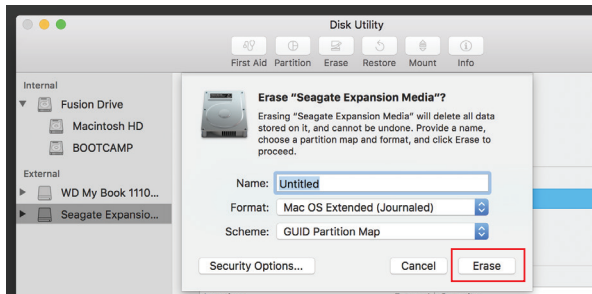 Disk Utility
First Aid Partition Erase Restore Mount Info
Internal
Fusion Drive
Macintosh HD
BOOTCAMP
External
WD My Book 1110...
Seagate Expansio...
Erase “Seagate Expansion Media”?
Erasing “Seagate Expansion Media” will delete all data
stored on it, and cannot be undone. Provide a name,
choose a partition map and format, and click Erase to
proceed.
Name: Untitled
Format: Mac OS Extended (Journaled)
Scheme: GUID Partition Map
Security Options... Cancel Erase